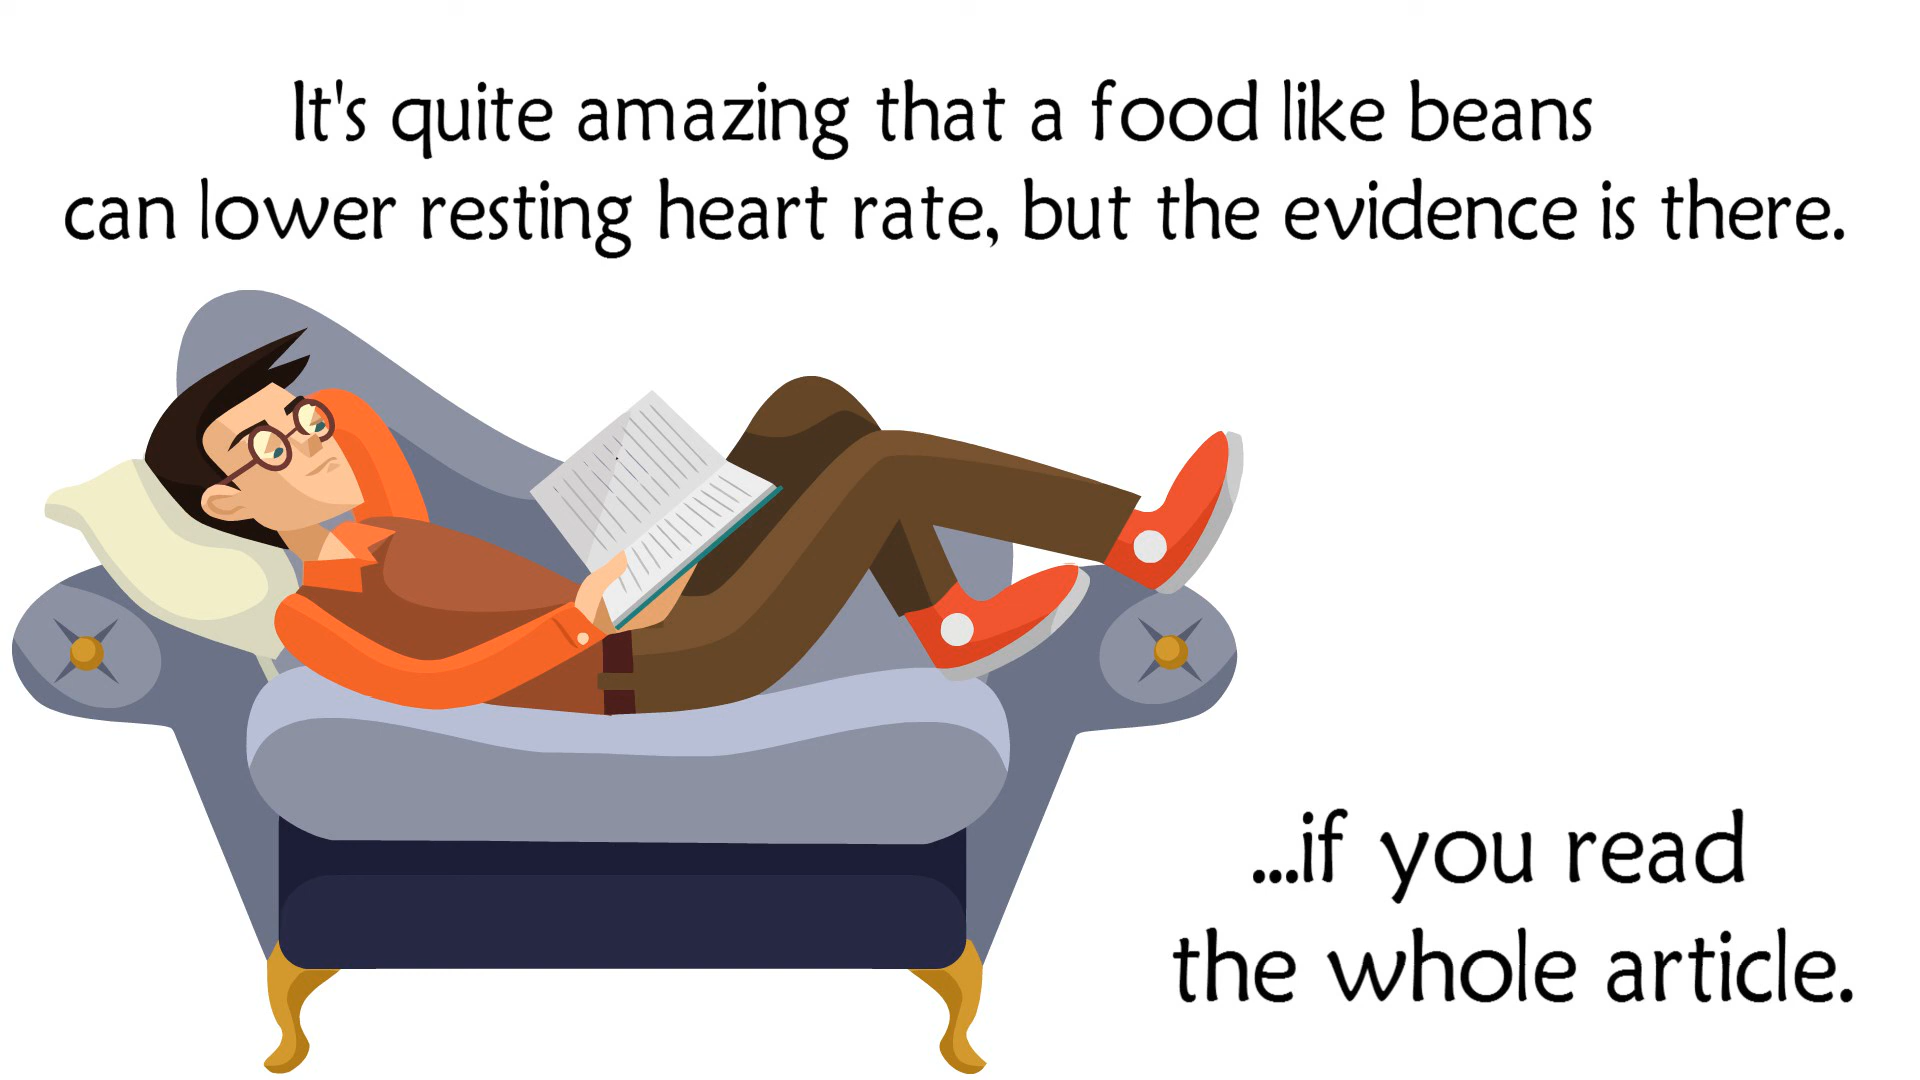 It's quite amazing that a food like beans
can lower resting heart rate, but the evidence is there.
...if you read
the whole article.